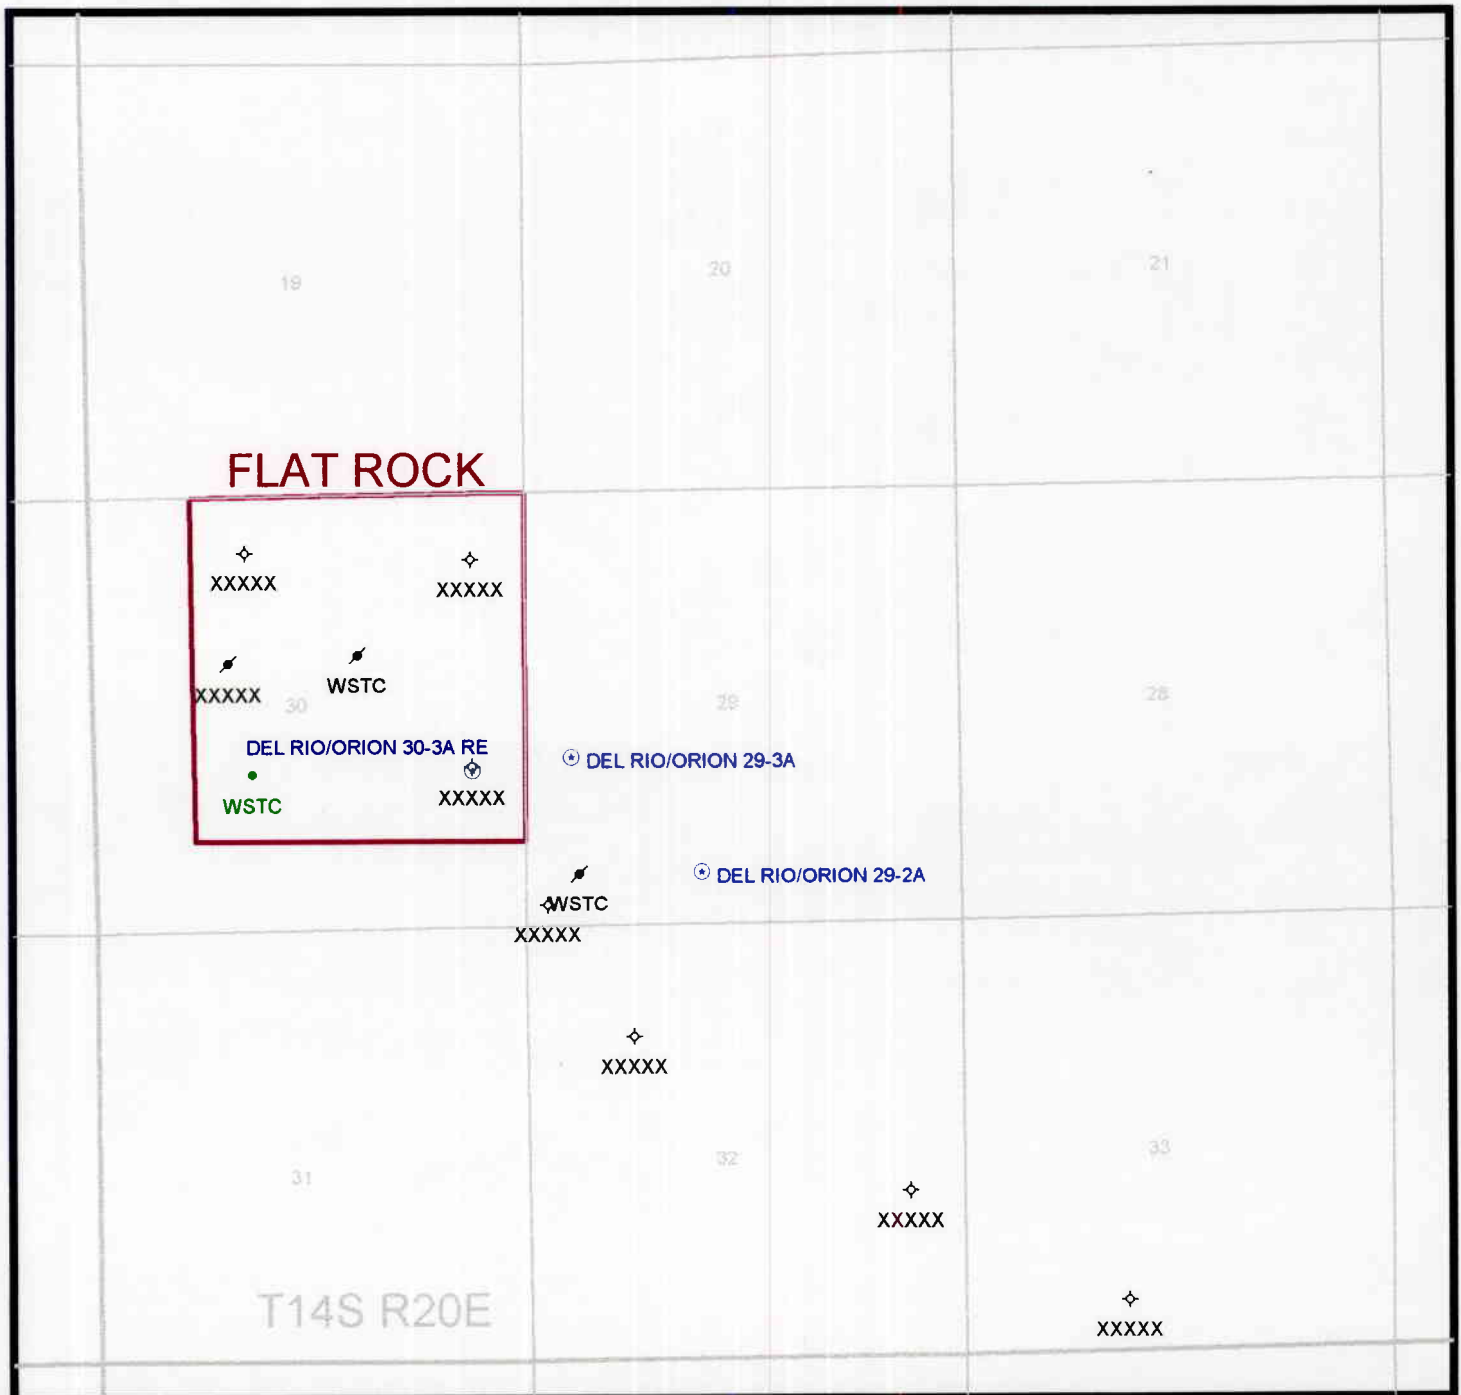 19
20
21
FLAT ROCK
XXXXX
XXXXX
XXXXX
WSTC
30
29
28
DEL RIO/ORION 30-3A RE
DEL RIO/ORION 29-3A
WSTC
XXXXX
DEL RIO/ORION 29-2A
WSTC
XXXXX
XXXXX
31
32
33
XXXXX
T14S R20E
XXXXX